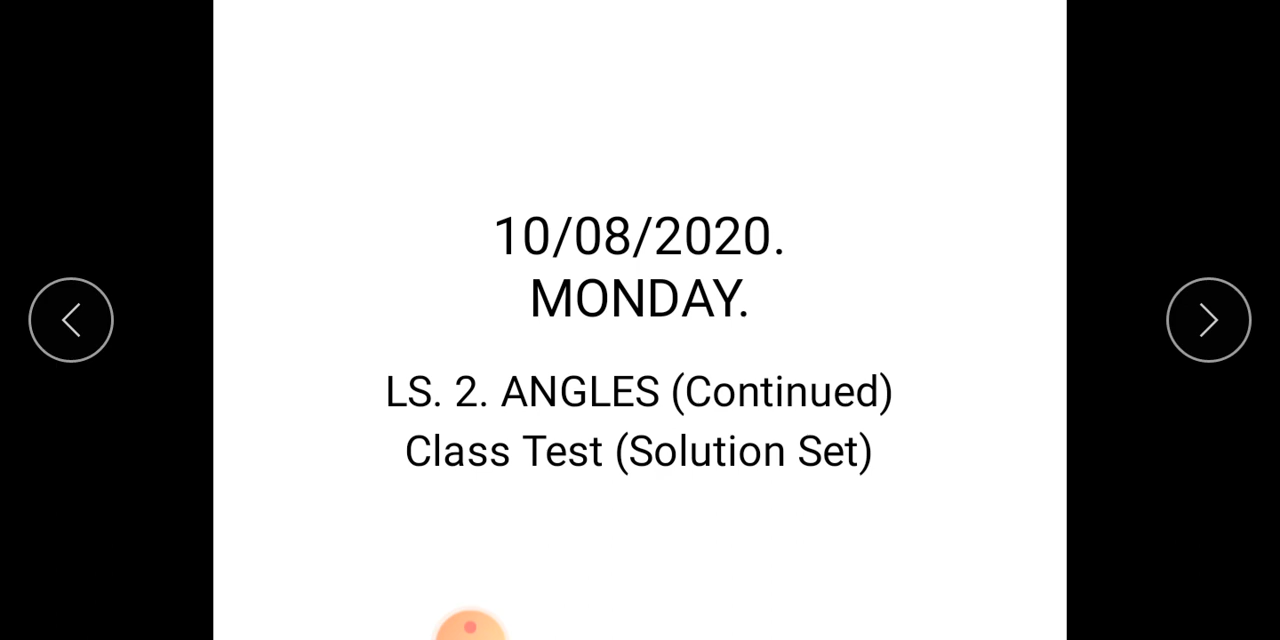 10/08/2020.
MONDAY.
LS. 2. ANGLES (Continued)
Class Test (Solution Set)